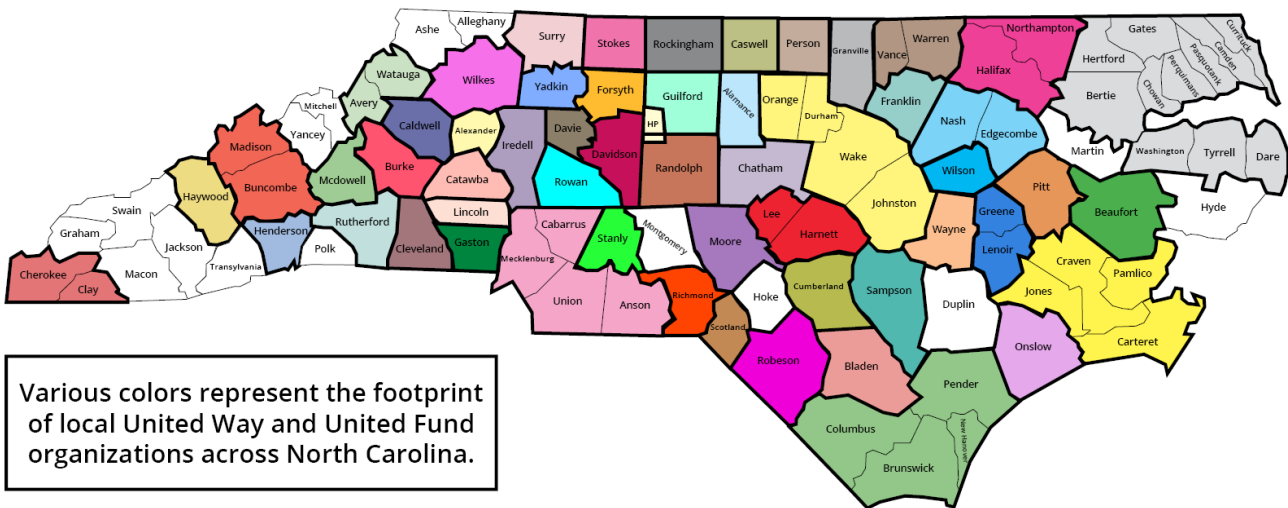 Ashe
Alleghany
Surry
Stokes
Rockingham
Caswell
Person
Granville
Vance
Warren
Northampton
Halifax
Gates
Hertford
Bertie
Chowan
Perquimans
Pasquotank
Camden
Currituck
Watauga
Avery
Wilkes
Yadkin
Forsyth
Guilford
HP
Alamance
Orange
Durham
Franklin
Nash
Edgecombe
Martin
Washington
Tyrrell
Dare
Mitchell
Yancey
Caldwell
Alexander
Iredell
Davie
Davidson
Randolph
Chatham
Wake
Wilson
Pitt
Beaufort
Hyde
Madison
Buncombe
Mcdowell
Burke
Catawba
Rowan
Johnston
Greene
Wayne
Lenoir
Haywood
Swain
Graham
Jackson
Macon
Transylvania
Henderson
Polk
Rutherford
Cleveland
Lincoln
Gaston
Mecklenburg
Cabarrus
Stanly
Montgomery
Moore
Lee
Harnett
Craven
Pamlico
Jones
Carteret
Cherokee
Clay
Union
Anson
Richmond
Scotland
Hoke
Cumberland
Sampson
Duplin
Onslow
Robeson
Bladen
Pender
Columbus
Brunswick
New Hanover
Various colors represent the footprint
of local United Way and United Fund
organizations across North Carolina.